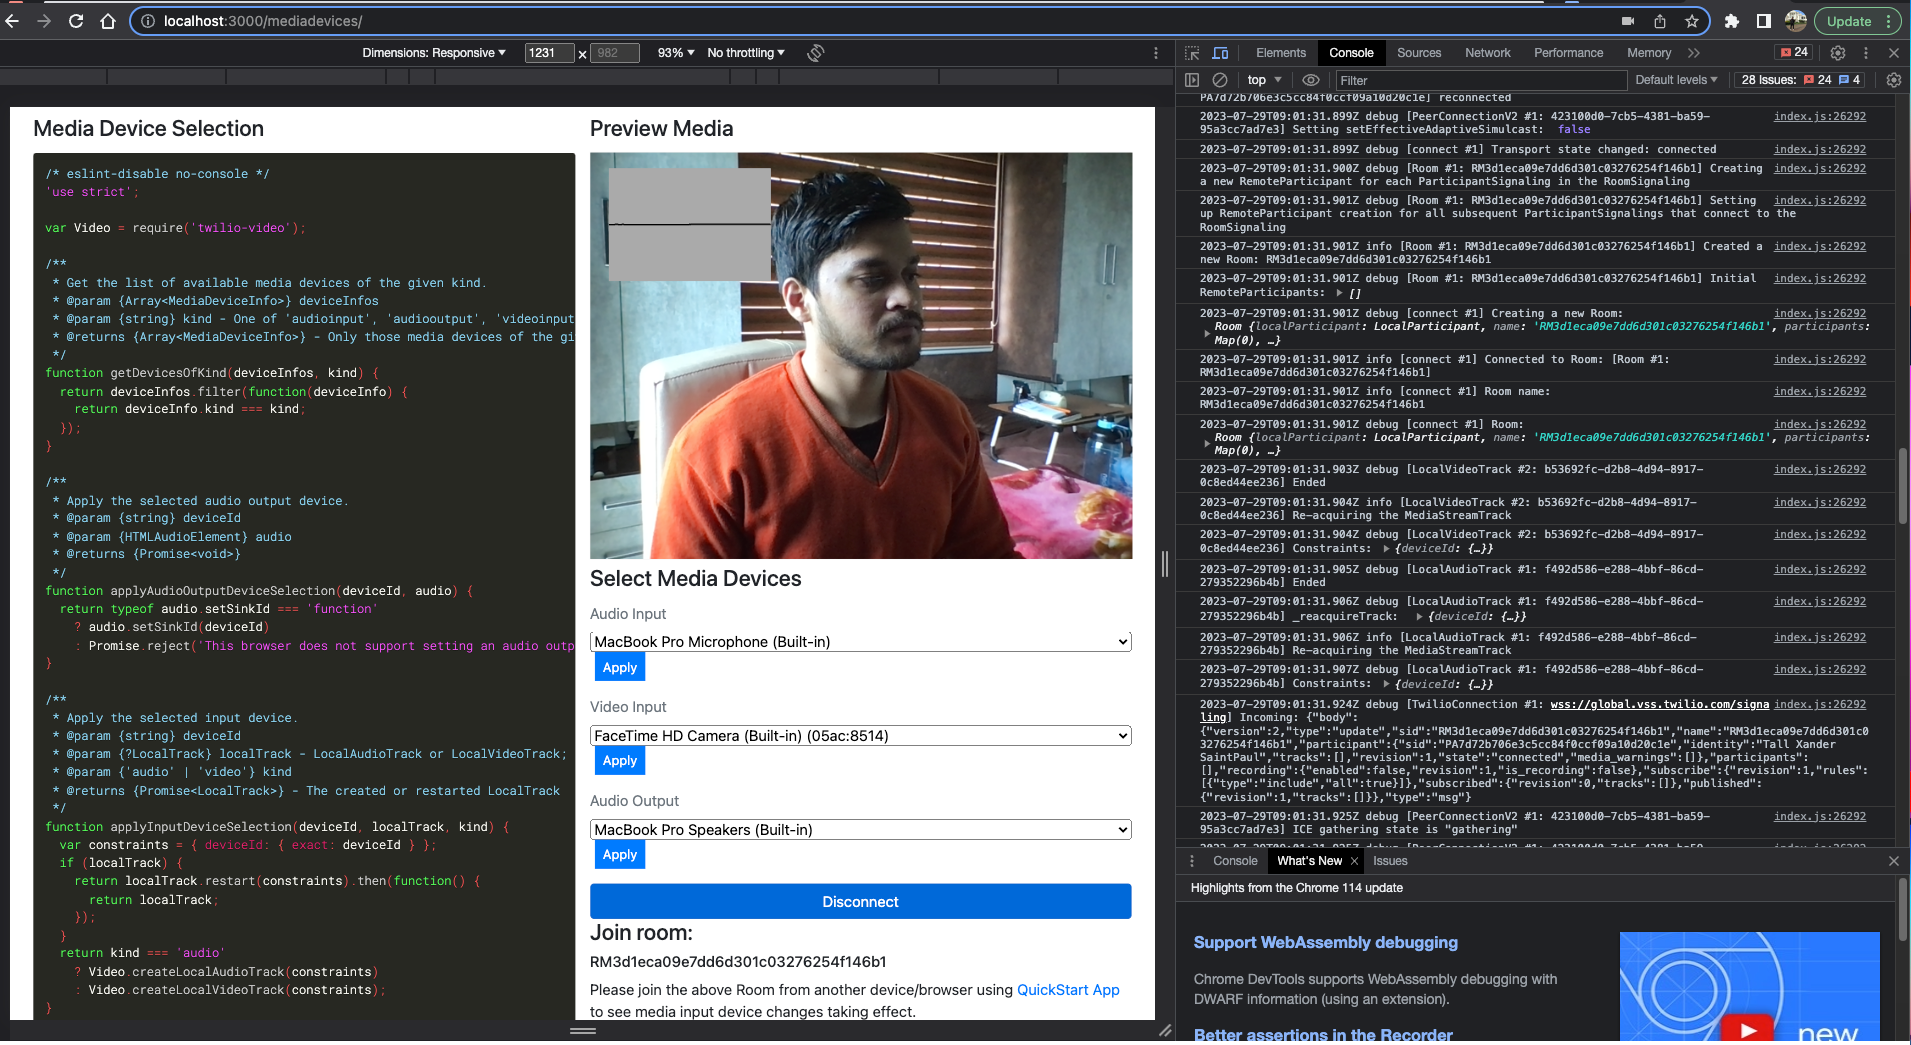 localhost:3000/mediadevices/
Update
Dimensions: Responsive
1231
x
982
93%
No throttling
Elements
Console
Sources
Network
Performance
Memory
24
top
Filter
Default levels
28 Issues:
24
4
Media Device Selection
/* eslint-disable no-console */
'use strict';
var Video = require('twilio-video');
/**
* Get the list of available media devices of the given kind.
* @param {Array<MediaDeviceInfo>} deviceInfos
* @param {string} kind - One of 'audioinput', 'audiooutput', 'videoinput
* @returns {Array<MediaDeviceInfo>} - Only those media devices of the gi
*/
function getDevicesOfKind(deviceInfos, kind) {
return deviceInfos.filter(function(deviceInfo) {
return deviceInfo.kind === kind;
});
}
/**
* Apply the selected audio output device.
* @param {string} deviceId
* @param {HTMLAudioElement} audio
* @returns {Promise<void>}
*/
function applyAudioOutputDeviceSelection(deviceId, audio) {
return typeof audio.setSinkId === 'function'
? audio.setSinkId(deviceId)
: Promise.reject('This browser does not support setting an audio outp
}
/**
* Apply the selected input device.
* @param {string} deviceId
* @param {?LocalTrack} localTrack - LocalAudioTrack or LocalVideoTrack;
* @param {'audio' | 'video'} kind
* @returns {Promise<LocalTrack>} - The created or restarted LocalTrack
*/
function applyInputDeviceSelection(deviceId, localTrack, kind) {
var constraints = { deviceId: { exact: deviceId } };
if (localTrack) {
return localTrack.restart(constraints).then(function() {
return localTrack;
});
}
return kind === 'audio'
? Video.createLocalAudioTrack(constraints)
: Video.createLocalVideoTrack(constraints);
}
Preview Media
Select Media Devices
Audio Input
MacBook Pro Microphone (Built-in)
Apply
Video Input
FaceTime HD Camera (Built-in) (05ac:8514)
Apply
Audio Output
MacBook Pro Speakers (Built-in)
Apply
Disconnect
Join room:
RM3d1eca09e7dd6d301c03276254f146b1
Please join the above Room from another device/browser using QuickStart App
to see media input device changes taking effect.
PA7d72b706e3c5cc84f0ccf09a10d20c1e] reconnected
2023-07-29T09:01:31.899Z debug [PeerConnectionV2 #1: 423100d0-7cb5-4381-ba59- index.js:26292
95a3cc7ad7e3] Setting setEffectiveAdaptiveSimulcast: false
2023-07-29T09:01:31.899Z debug [connect #1] Transport state changed: connected index.js:26292
2023-07-29T09:01:31.900Z debug [Room #1: RM3d1eca09e7dd6d301c03276254f146b1] Creating index.js:26292
a new RemoteParticipant for each ParticipantSignaling in the RoomSignaling
2023-07-29T09:01:31.901Z debug [Room #1: RM3d1eca09e7dd6d301c03276254f146b1] Setting index.js:26292
up RemoteParticipant creation for all subsequent ParticipantSignalings that connect to the
RoomSignaling
2023-07-29T09:01:31.901Z info [Room #1: RM3d1eca09e7dd6d301c03276254f146b1] Created a index.js:26292
new Room: RM3d1eca09e7dd6d301c03276254f146b1
2023-07-29T09:01:31.901Z debug [Room #1: RM3d1eca09e7dd6d301c03276254f146b1] Initial index.js:26292
RemoteParticipants: []
2023-07-29T09:01:31.901Z debug [connect #1] Creating a new Room: index.js:26292
Room {localParticipant: LocalParticipant, name: 'RM3d1eca09e7dd6d301c03276254f146b1', participants:
Map(0), …}
2023-07-29T09:01:31.901Z info [connect #1] Connected to Room: [Room #1: index.js:26292
RM3d1eca09e7dd6d301c03276254f146b1]
2023-07-29T09:01:31.901Z info [connect #1] Room name: index.js:26292
RM3d1eca09e7dd6d301c03276254f146b1
2023-07-29T09:01:31.901Z debug [connect #1] Room: index.js:26292
Room {localParticipant: LocalParticipant, name: 'RM3d1eca09e7dd6d301c03276254f146b1', participants:
Map(0), …}
2023-07-29T09:01:31.903Z debug [LocalVideoTrack #2: b53692fc-d2b8-4d94-8917- index.js:26292
0c8ed44ee236] Ended
2023-07-29T09:01:31.904Z info [LocalVideoTrack #2: b53692fc-d2b8-4d94-8917- index.js:26292
0c8ed44ee236] Re-acquiring the MediaStreamTrack
2023-07-29T09:01:31.904Z debug [LocalVideoTrack #2: b53692fc-d2b8-4d94-8917- index.js:26292
0c8ed44ee236] Constraints: {deviceId: {…}}
2023-07-29T09:01:31.905Z debug [LocalAudioTrack #1: f492d586-e288-4bbf-86cd- index.js:26292
279352296b4b] Ended
2023-07-29T09:01:31.906Z debug [LocalAudioTrack #1: f492d586-e288-4bbf-86cd- index.js:26292
279352296b4b] _reacquireTrack: {deviceId: {…}}
2023-07-29T09:01:31.906Z info [LocalAudioTrack #1: f492d586-e288-4bbf-86cd- index.js:26292
279352296b4b] Re-acquiring the MediaStreamTrack
2023-07-29T09:01:31.907Z debug [LocalAudioTrack #1: f492d586-e288-4bbf-86cd- index.js:26292
279352296b4b] Constraints: {deviceId: {…}}
2023-07-29T09:01:31.924Z debug [TwilioConnection #1: wss://global.vss.twilio.com/signa index.js:26292
ling] Incoming: {"body":
{"version":2,"type":"update","sid":"RM3d1eca09e7dd6d301c03276254f146b1","name":"RM3d1eca09e7dd6d301c0
3276254f146b1","participant":{"sid":"PA7d72b706e3c5cc84f0ccf09a10d20c1e","identity":"Tall Xander
SaintPaul","tracks":[],"revision":1,"state":"connected","media_warnings":[]},"participants":
[],"recording":{"enabled":false,"revision":1,"is_recording":false},"subscribe":{"revision":1,"rules":
[{"type":"include","all":true}]},"subscribed":{"revision":0,"tracks":[]},"published":
{"revision":1,"tracks":[]}},"type":"msg"}
2023-07-29T09:01:31.925Z debug [PeerConnectionV2 #1: 423100d0-7cb5-4381-ba59- index.js:26292
95a3cc7ad7e3] ICE gathering state is "gathering"
Console
What's New
Issues
Highlights from the Chrome 114 update
Support WebAssembly debugging
Chrome DevTools supports WebAssembly debugging with
DWARF information (using an extension).
Better assertions in the Recorder
new